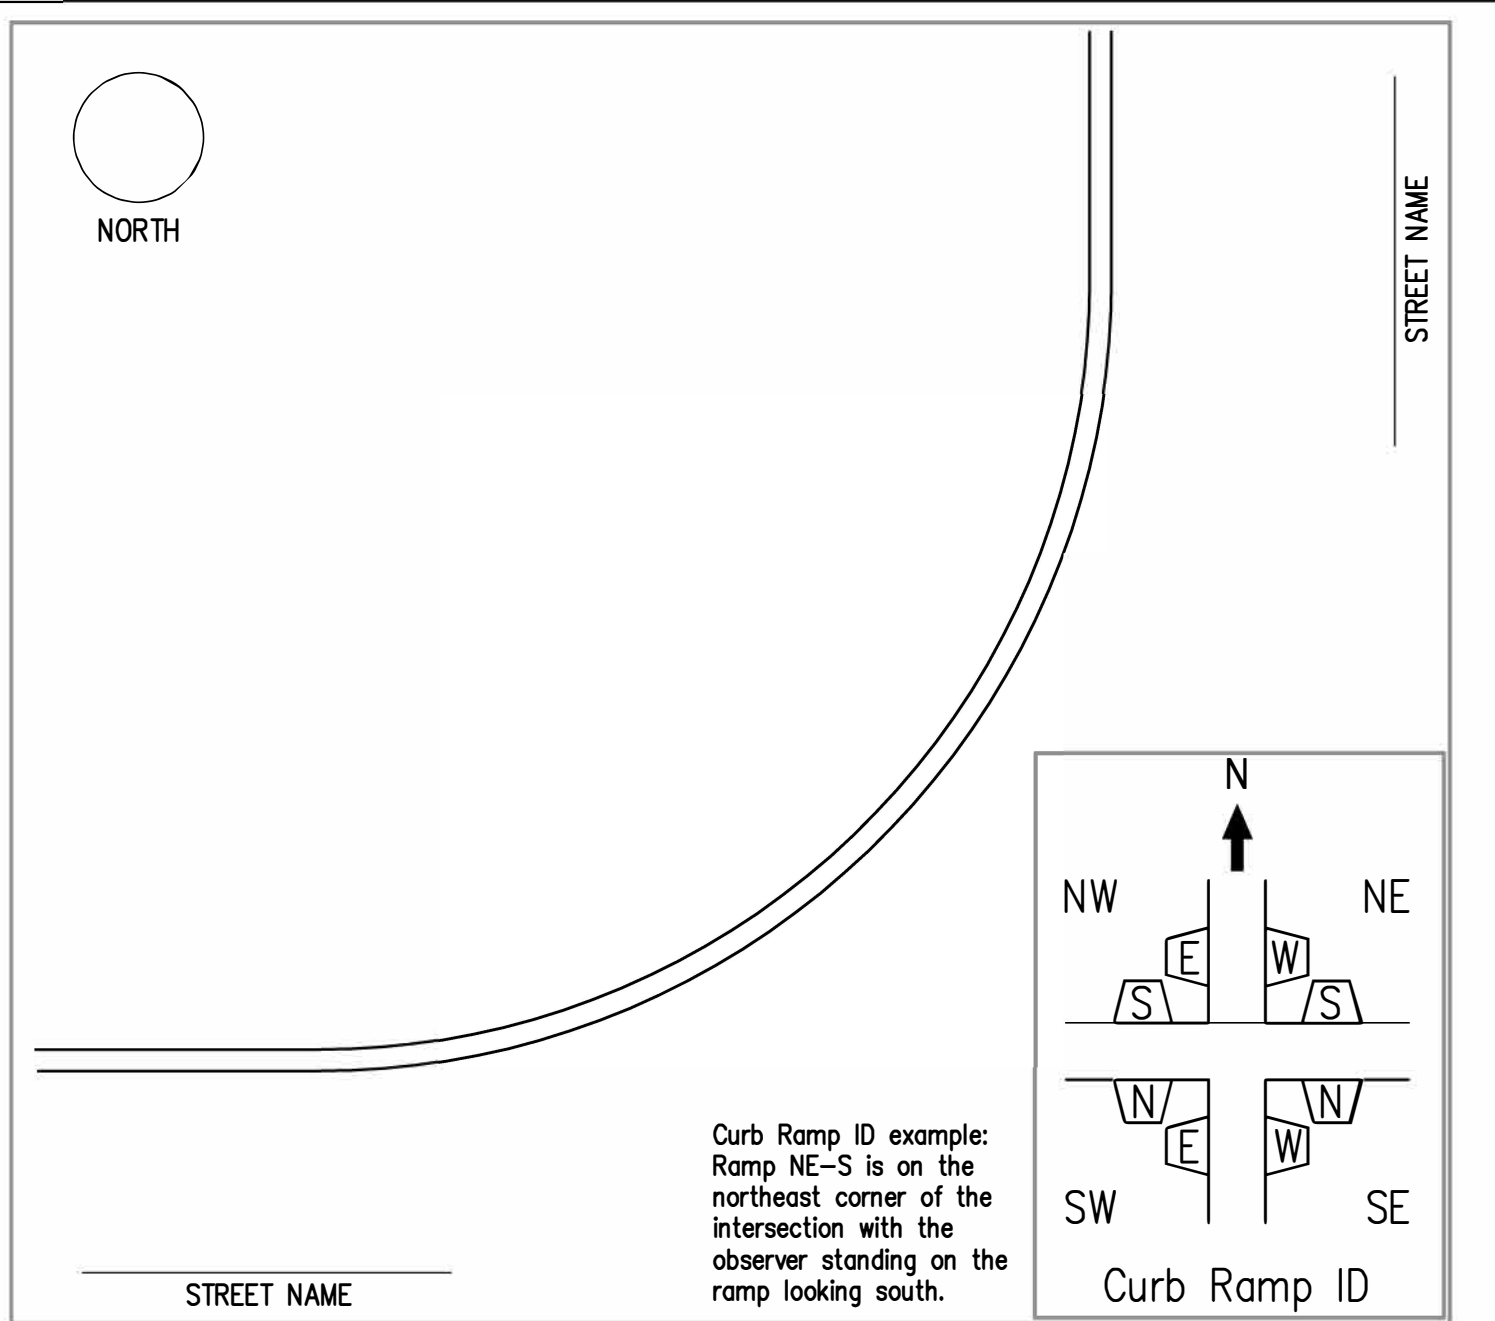 NORTH
STREET NAME
N
NW
NE
E
W
S
S
N
N
E
W
SW
SE
Curb Ramp ID
Curb Ramp ID example:
Ramp NE-S is on the
northeast corner of the
intersection with the
observer standing on the
ramp looking south.
STREET NAME